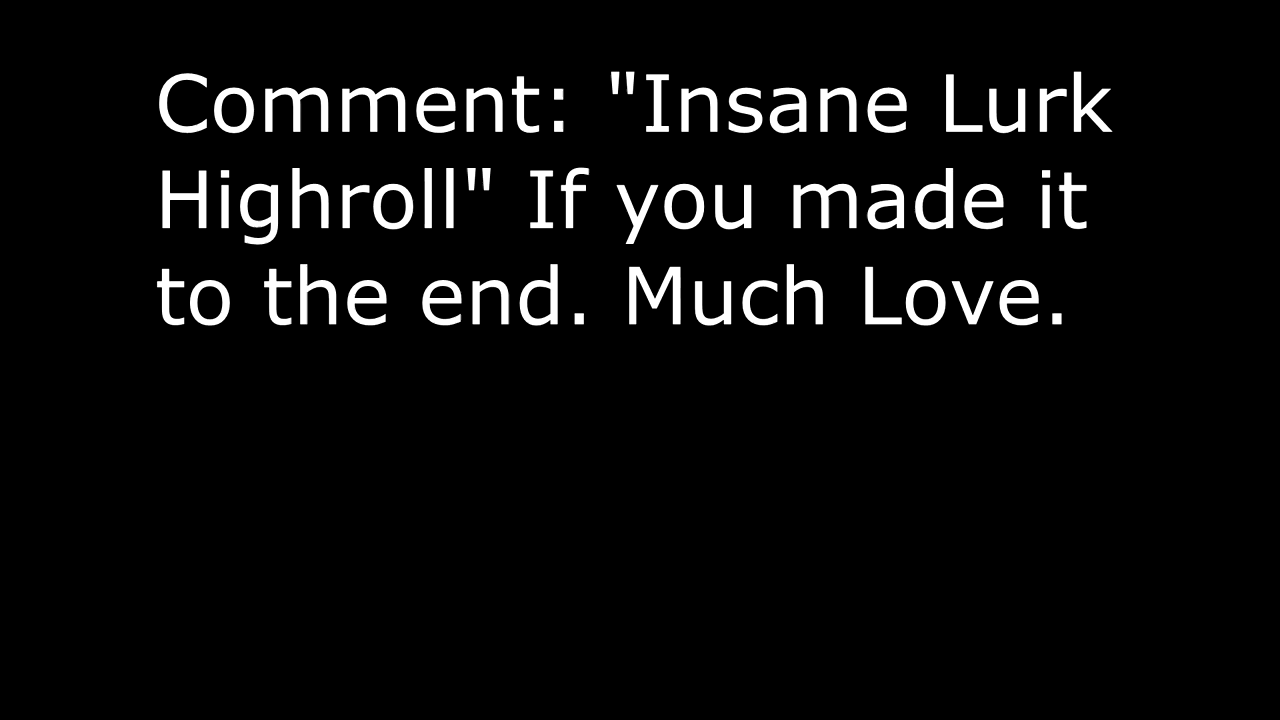 Comment: "Insane Lurk
Highroll" If you made it
to the end. Much Love.